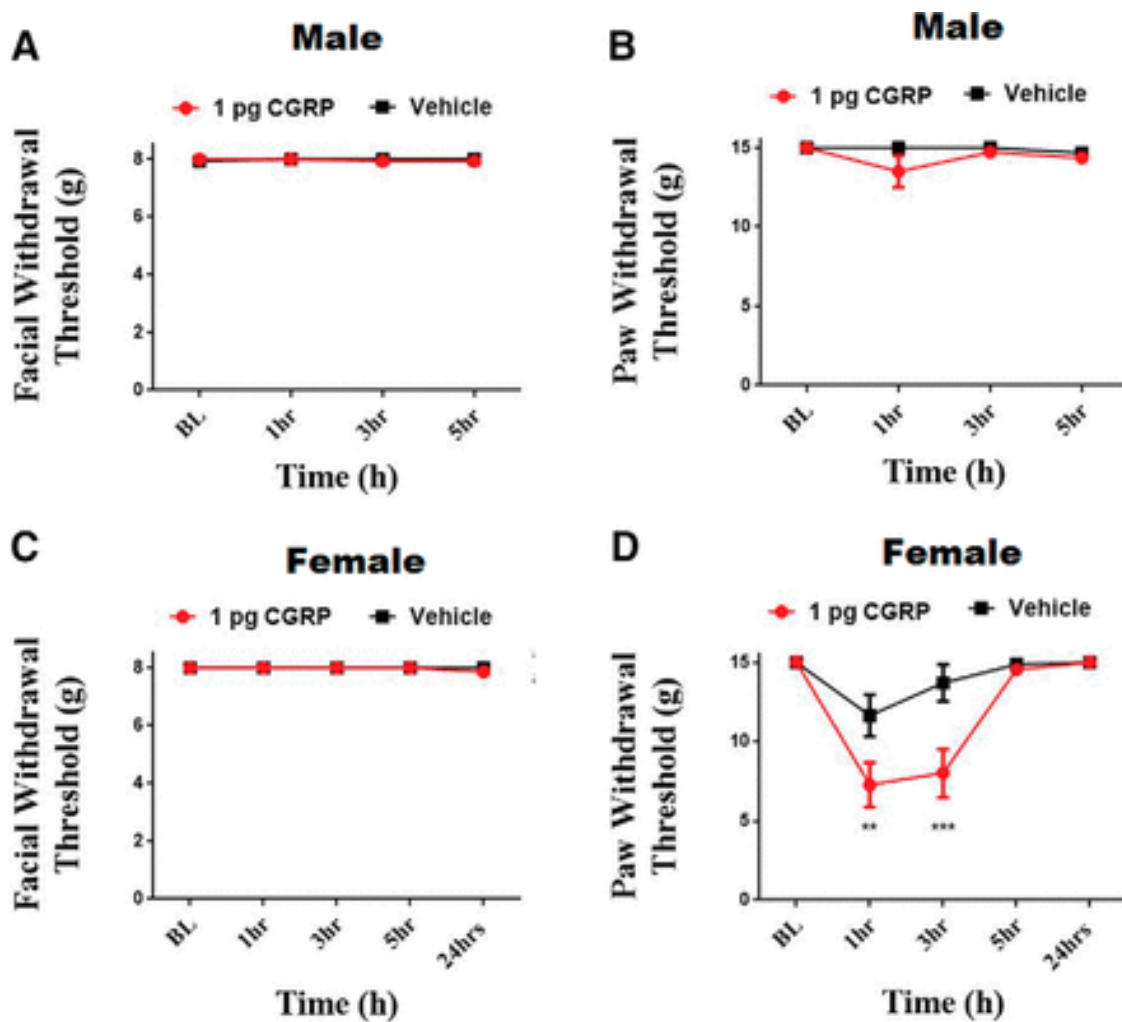 A
Male
1 pg CGRP Vehicle
Facial Withdrawal
Threshold (g)
8
6
4
2
0
BL 1hr 3hr 5hr
Time (h)
B
Male
1 pg CGRP Vehicle
Paw Withdrawal
Threshold (g)
15
10
5
0
BL 1hr 3hr 5hr
Time (h)
C
Female
1 pg CGRP Vehicle
Facial Withdrawal
Threshold (g)
8
6
4
2
0
BL 1hr 3hr 5hr 24hrs
Time (h)
D
Female
1 pg CGRP Vehicle
Paw Withdrawal
Threshold (g)
15
10
5
0
** ***
BL 1hr 3hr 5hr 24hrs
Time (h)